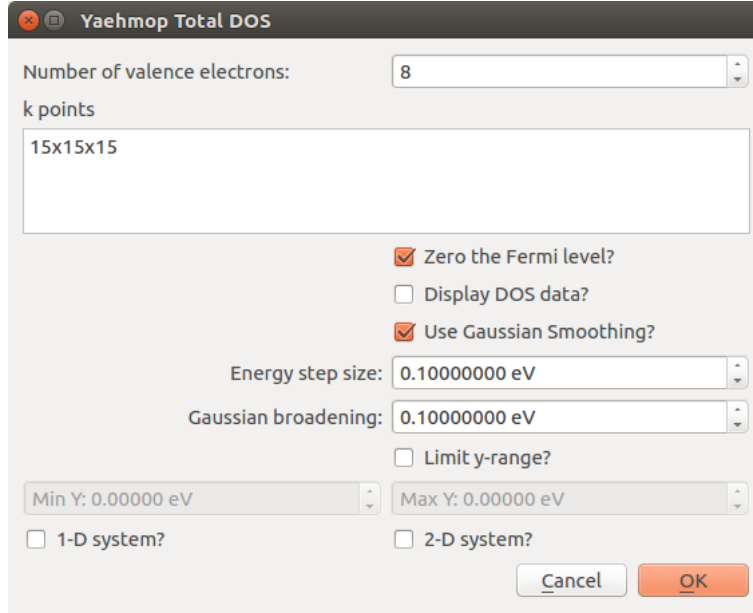 Yaehmop Total DOS
Number of valence electrons: 8
k points
15x15x15
Zero the Fermi level?
Display DOS data?
Use Gaussian Smoothing?
Energy step size: 0.10000000 eV
Gaussian broadening: 0.10000000 eV
Limit y-range?
Min Y: 0.00000 eV Max Y: 0.00000 eV
1-D system? 2-D system?
Cancel OK